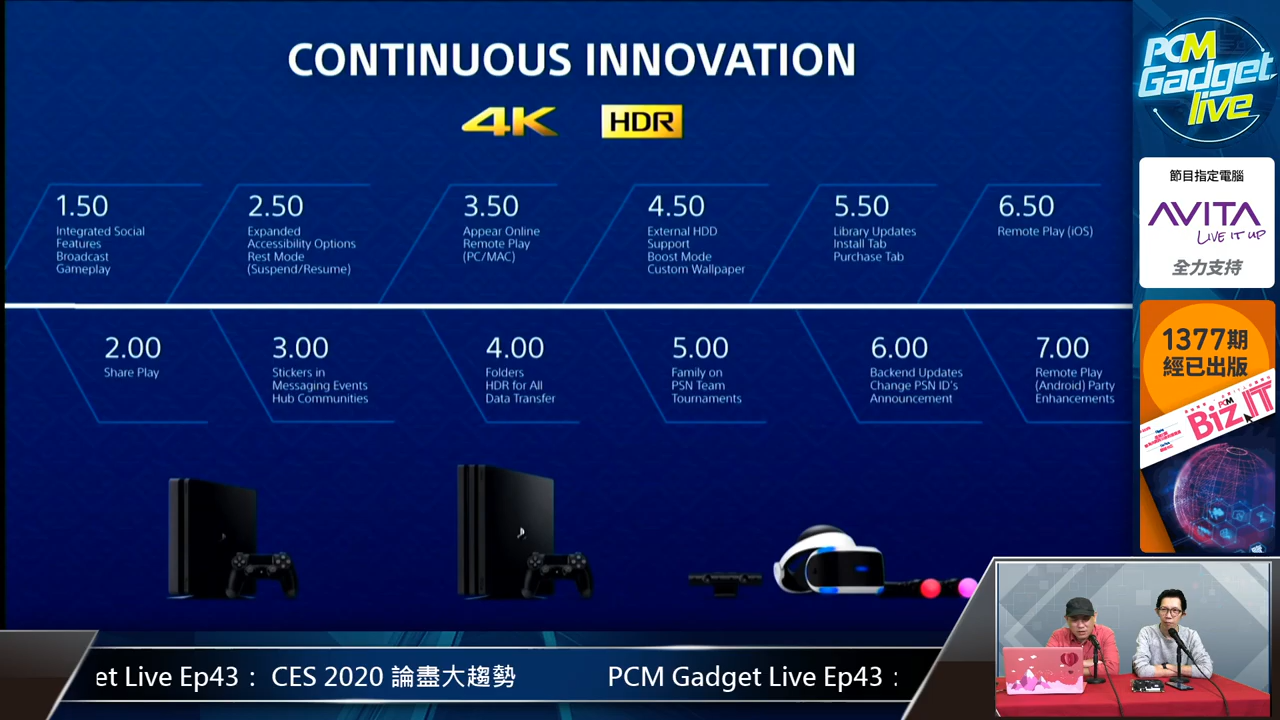 CONTINUOUS INNOVATION
4K HDR
1.50
Integrated Social
Features
Broadcast
Gameplay
2.50
Expanded
Accessibility Options
Rest Mode
(Suspend/Resume)
3.50
Appear Online
Remote Play
(PC/MAC)
4.50
External HDD
Support
Boost Mode
Custom Wallpaper
5.50
Library Updates
Install Tab
Purchase Tab
6.50
Remote Play (iOS)
2.00
Share Play
3.00
Stickers in
Messaging Events
Hub Communities
4.00
Folders
HDR for All
Data Transfer
5.00
Family on
PSN Team
Tournaments
6.00
Backend Updates
Change PSN ID's
Announcement
7.00
Remote Play
(Android) Party
Enhancements
PCM
Gadget
live
節目指定電腦
AVITA
LIVE IT UP
全力支持
1377期
經已出版
PCM
BizIT
et Live Ep43： CES 2020 論盡大趨勢 PCM Gadget Live Ep43：